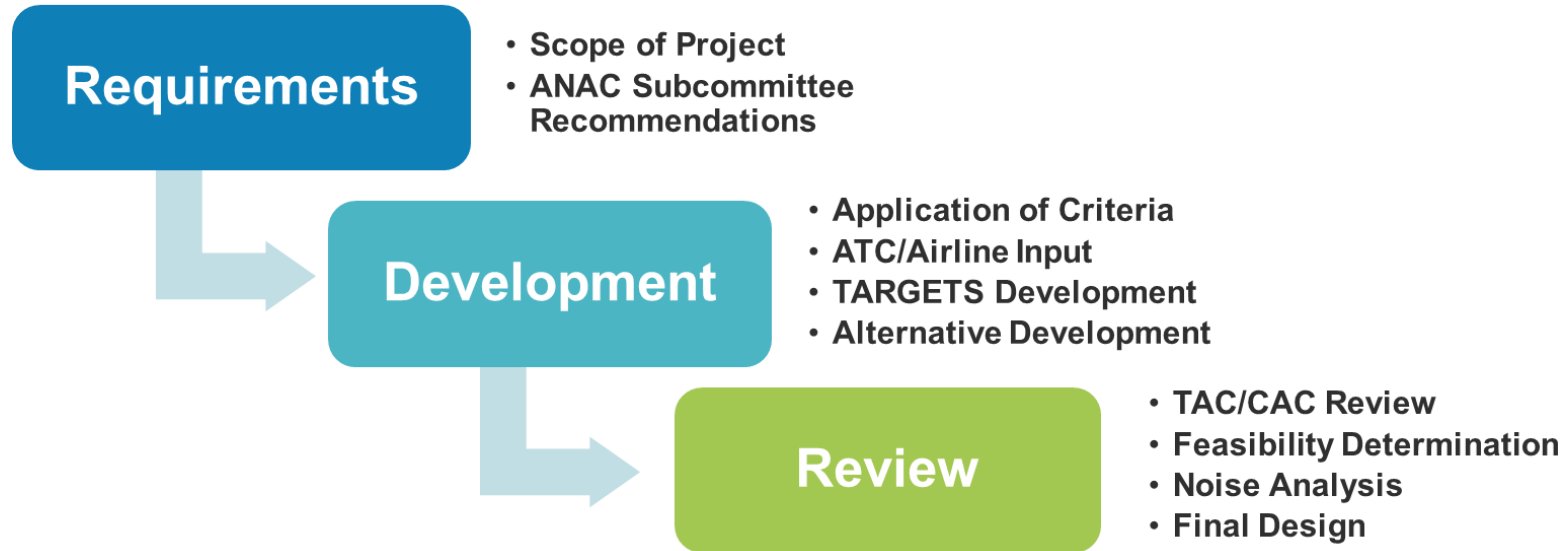 Requirements
• Scope of Project
• ANAC Subcommittee
Recommendations
Development
• Application of Criteria
• ATC/Airline Input
• TARGETS Development
• Alternative Development
Review
• TAC/CAC Review
• Feasibility Determination
• Noise Analysis
• Final Design